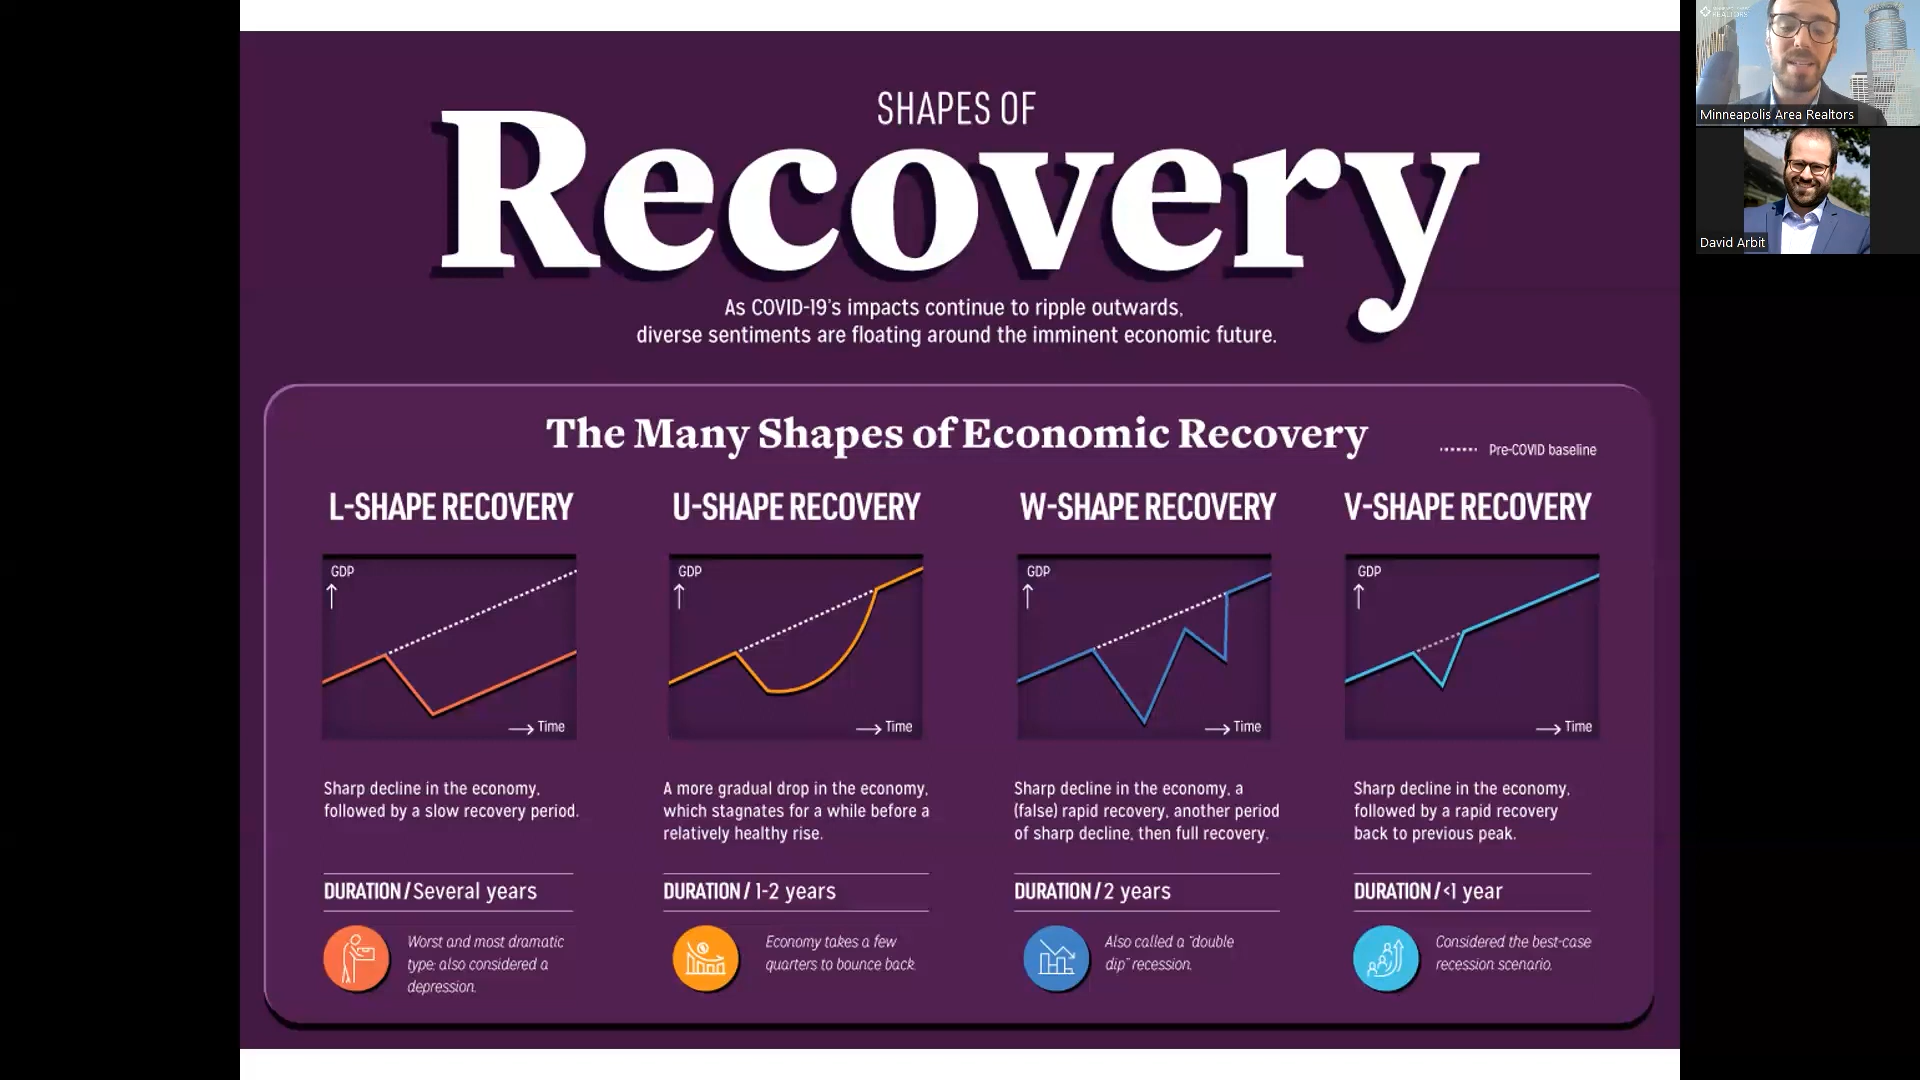 SHAPES OF
Recovery
As COVID-19's impacts continue to ripple outwards,
diverse sentiments are floating around the imminent economic future.
The Many Shapes of Economic Recovery
Pre-COVID baseline
L-SHAPE RECOVERY
GDP
Time
Sharp decline in the economy,
followed by a slow recovery period.
DURATION / Several years
Worst and most dramatic
type; also considered a
depression.
U-SHAPE RECOVERY
GDP
Time
A more gradual drop in the economy,
which stagnates for a while before a
relatively healthy rise.
DURATION / 1-2 years
Economy takes a few
quarters to bounce back.
W-SHAPE RECOVERY
GDP
Time
Sharp decline in the economy, a
(false) rapid recovery, another period
of sharp decline, then full recovery.
DURATION / 2 years
Also called a "double
dip" recession.
V-SHAPE RECOVERY
GDP
Time
Sharp decline in the economy,
followed by a rapid recovery
back to previous peak.
DURATION / <1 year
Considered the best-case
recession scenario.
REALTORS
Minneapolis Area Realtors
David Arbit